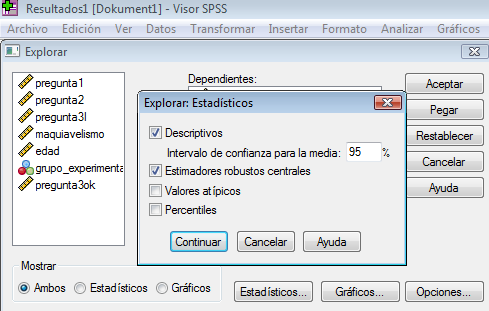 Resultados1 [Dokument1] - Visor SPSS
Archivo Edición Ver Datos Transformar Insertar Formato Analizar Gráficos
Explorar
pregunta1
pregunta2
pregunta3l
maquiavelismo
edad
grupo_experimenta
pregunta3ok
Dependientes:
Aceptar
Pegar
Restablecer
Cancelar
Ayuda
Explorar: Estadísticos
Descriptivos
Intervalo de confianza para la media: 95 %
Estimadores robustos centrales
Valores atípicos
Percentiles
Continuar Cancelar Ayuda
Mostrar
Ambos Estadísticos Gráficos
Estadísticos... Gráficos... Opciones...